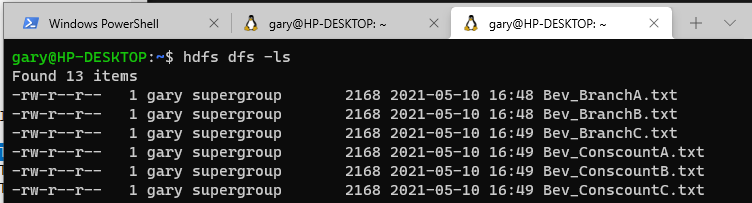 Windows PowerShell
gary@HP-DESKTOP: ~
gary@HP-DESKTOP: ~
gary@HP-DESKTOP:~$ hdfs dfs -ls
Found 13 items
-rw-r--r--   1 gary supergroup       2168 2021-05-10 16:48 Bev_BranchA.txt
-rw-r--r--   1 gary supergroup       2168 2021-05-10 16:48 Bev_BranchB.txt
-rw-r--r--   1 gary supergroup       2168 2021-05-10 16:49 Bev_BranchC.txt
-rw-r--r--   1 gary supergroup       2168 2021-05-10 16:49 Bev_ConscountA.txt
-rw-r--r--   1 gary supergroup       2168 2021-05-10 16:49 Bev_ConscountB.txt
-rw-r--r--   1 gary supergroup       2168 2021-05-10 16:49 Bev_ConscountC.txt